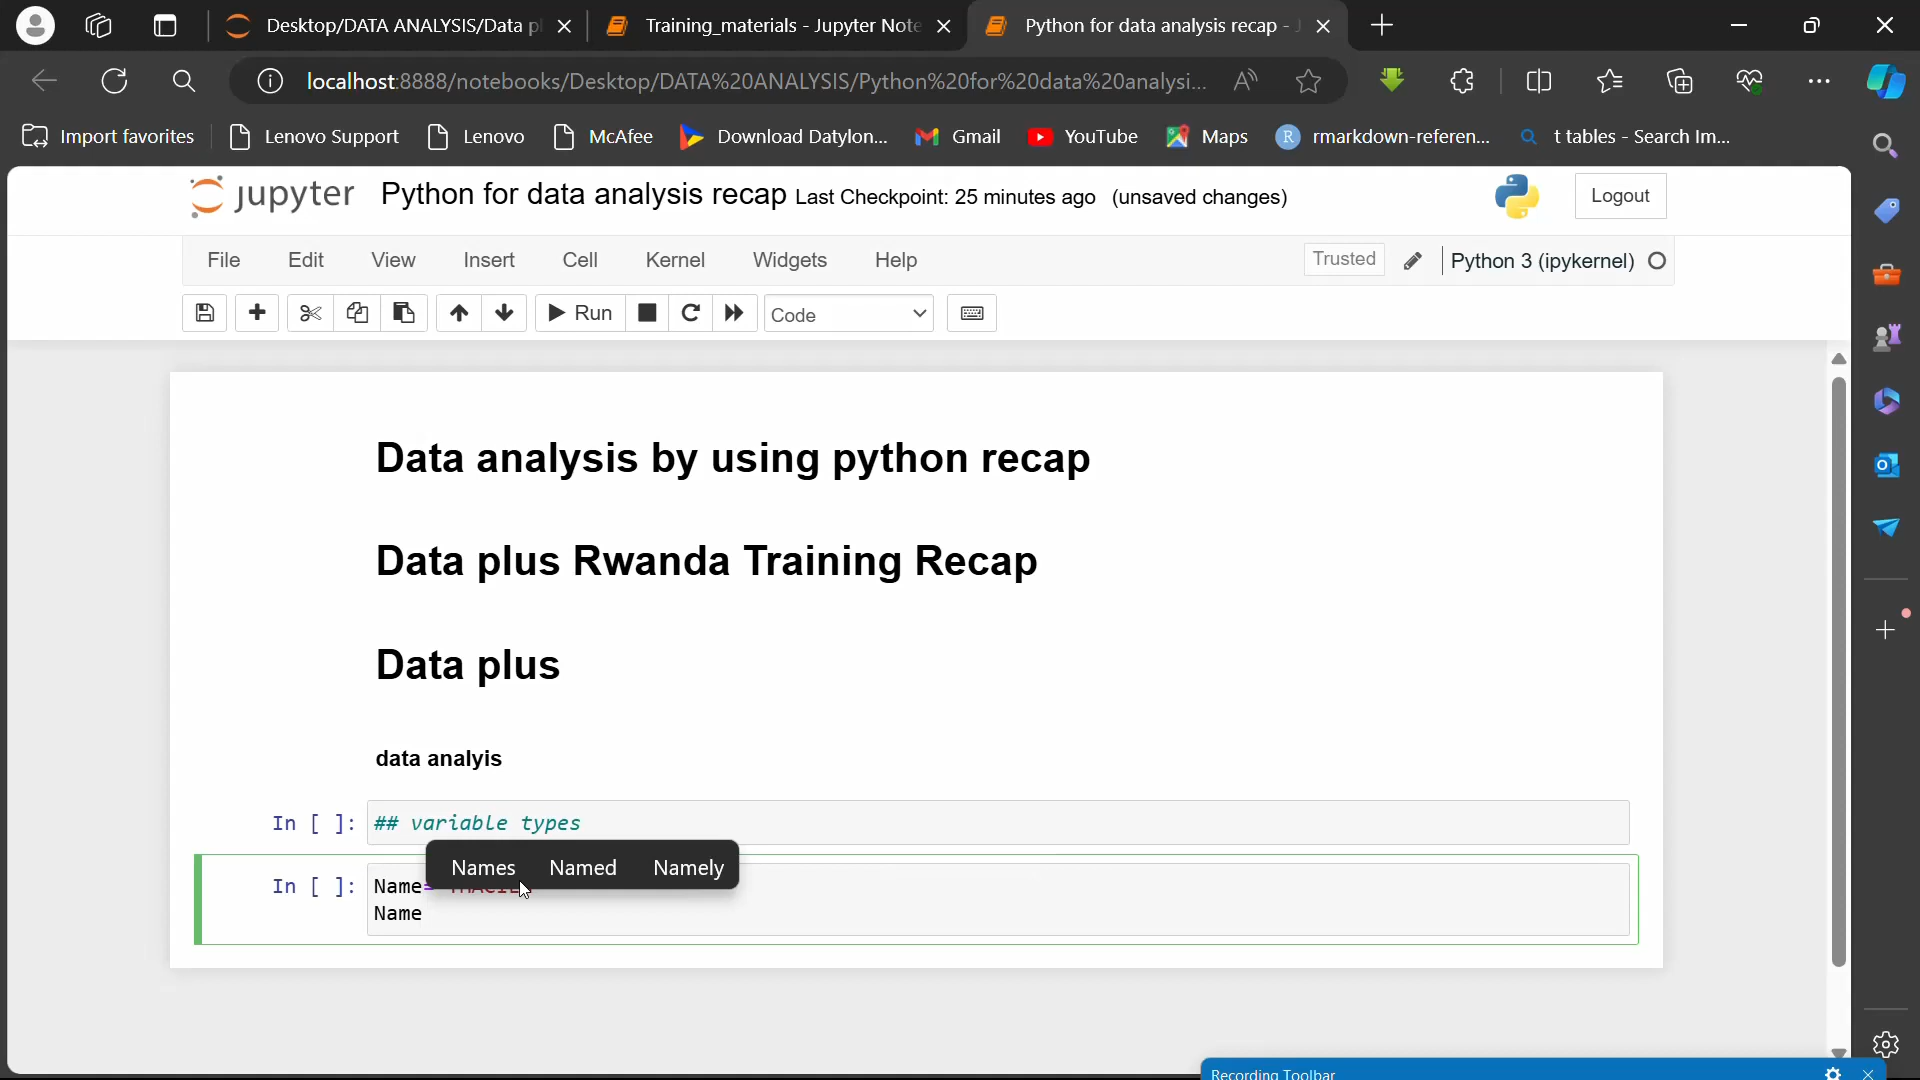 Desktop/DATA ANALYSIS/Data pl
Training_materials - Jupyter Note
Python for data analysis recap - J
localhost:8888/notebooks/Desktop/DATA%20ANALYSIS/Python%20for%20data%20analysi...
Import favorites
Lenovo Support
Lenovo
McAfee
Download Datylon...
Gmail
YouTube
Maps
rmarkdown-referen...
t tables - Search Im...
jupyter Python for data analysis recap Last Checkpoint: 25 minutes ago (unsaved changes)
Logout
File Edit View Insert Cell Kernel Widgets Help
Trusted
Python 3 (ipykernel)
Run
Code
Data analysis by using python recap
Data plus Rwanda Training Recap
Data plus
data analyis
In [ ]: ## variable types
Names Named Namely
In [ ]: Name=
Name
Recording Toolbar